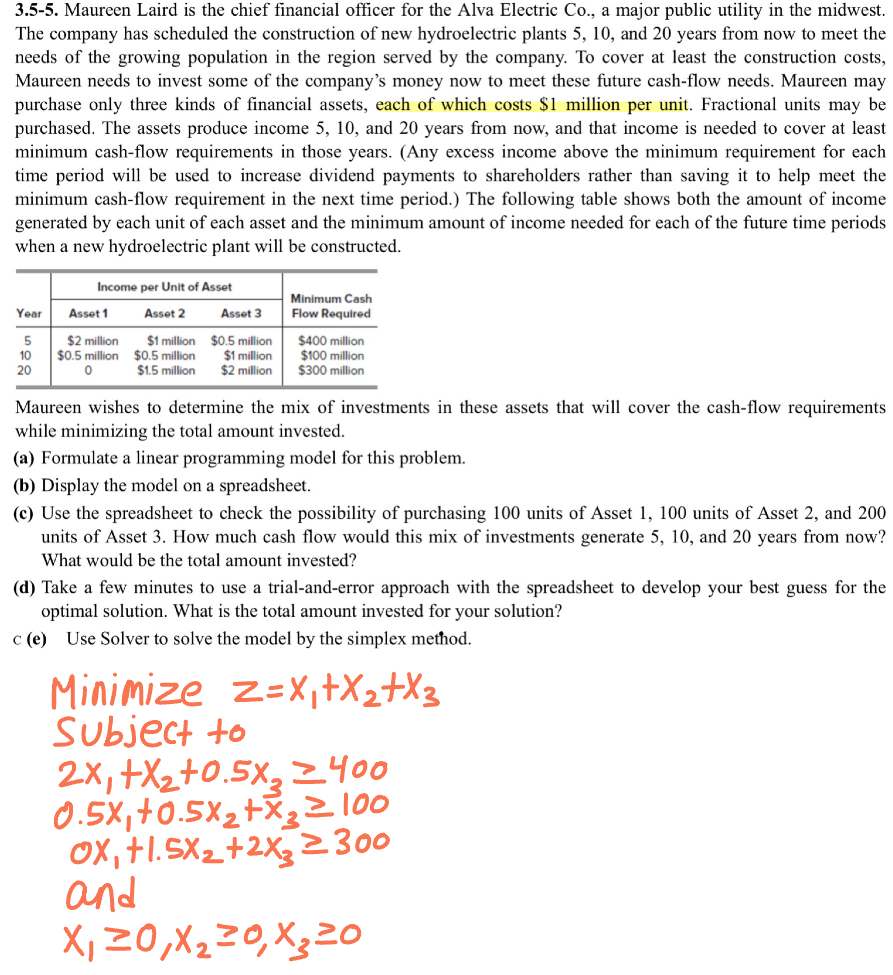 3.5-5. Maureen Laird is the chief financial officer for the Alva Electric Co., a major public utility in the midwest.
The company has scheduled the construction of new hydroelectric plants 5, 10, and 20 years from now to meet the
needs of the growing population in the region served by the company. To cover at least the construction costs,
Maureen needs to invest some of the company's money now to meet these future cash-flow needs. Maureen may
purchase only three kinds of financial assets, each of which costs $1 million per unit. Fractional units may be
purchased. The assets produce income 5, 10, and 20 years from now, and that income is needed to cover at least
minimum cash-flow requirements in those years. (Any excess income above the minimum requirement for each
time period will be used to increase dividend payments to shareholders rather than saving it to help meet the
minimum cash-flow requirement in the next time period.) The following table shows both the amount of income
generated by each unit of each asset and the minimum amount of income needed for each of the future time periods
when a new hydroelectric plant will be constructed.
Income per Unit of Asset
Minimum Cash
Year Asset 1 Asset 2 Asset 3 Flow Required
5 $2 million $1 million $0.5 million $400 million
10 $0.5 million $0.5 million $1 million $100 million
20 0 $1.5 million $2 million $300 million
Maureen wishes to determine the mix of investments in these assets that will cover the cash-flow requirements
while minimizing the total amount invested.
(a) Formulate a linear programming model for this problem.
(b) Display the model on a spreadsheet.
(c) Use the spreadsheet to check the possibility of purchasing 100 units of Asset 1, 100 units of Asset 2, and 200
units of Asset 3. How much cash flow would this mix of investments generate 5, 10, and 20 years from now?
What would be the total amount invested?
(d) Take a few minutes to use a trial-and-error approach with the spreadsheet to develop your best guess for the
optimal solution. What is the total amount invested for your solution?
C (e) Use Solver to solve the model by the simplex method.
Minimize z=x₁+x₂+x₃
Subject to
2x₁+x₂+0.5x₃≥400
0.5x₁+0.5x₂+x₃≥100
0x₁+1.5x₂+2x₃≥300
and
x₁≥0,x₂≥0,x₃≥0